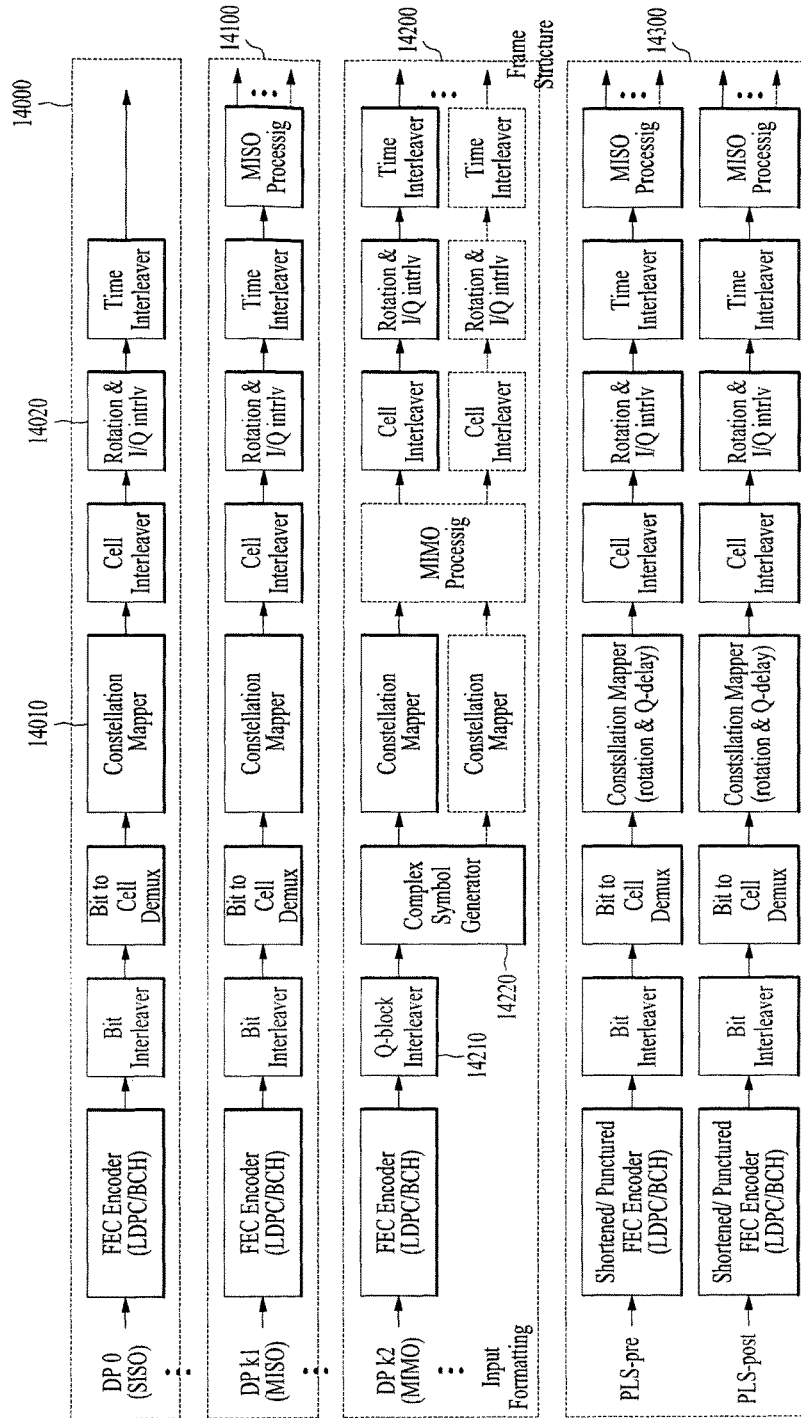 14000
DP 0
(SISO)
FEC Encoder
(LDPC/BCH)
Bit
Interleaver
Bit to
Cell
Demux
14010
Constellation
Mapper
Cell
Interleaver
14020
Rotation &
I/Q intrlv
Time
Interleaver
14100
DP k1
(MISO)
FEC Encoder
(LDPC/BCH)
Bit
Interleaver
Bit to
Cell
Demux
Constellation
Mapper
Cell
Interleaver
Rotation &
I/Q intrlv
Time
Interleaver
MISO
Processig
14200
DP k2
(MIMO)
FEC Encoder
(LDPC/BCH)
Q-block
Interleaver
14210
Complex
Symbol
Generator
14220
Constellation
Mapper
Constellation
Mapper
MIMO
Processig
Cell
Interleaver
Rotation &
I/Q intrlv
Time
Interleaver
Cell
Interleaver
Rotation &
I/Q intrlv
Time
Interleaver
Input
Formatting
Frame
Structure
14300
PLS-pre
Shortened/ Punctured
FEC Encoder
(LDPC/BCH)
Bit
Interleaver
Bit to
Cell
Demux
Constsllation Mapper
(rotation & Q-delay)
Cell
Interleaver
Rotation &
I/Q intrlv
Time
Interleaver
MISO
Processig
PLS-post
Shortened/ Punctured
FEC Encoder
(LDPC/BCH)
Bit
Interleaver
Bit to
Cell
Demux
Constsllation Mapper
(rotation & Q-delay)
Cell
Interleaver
Rotation &
I/Q intrlv
Time
Interleaver
MISO
Processig